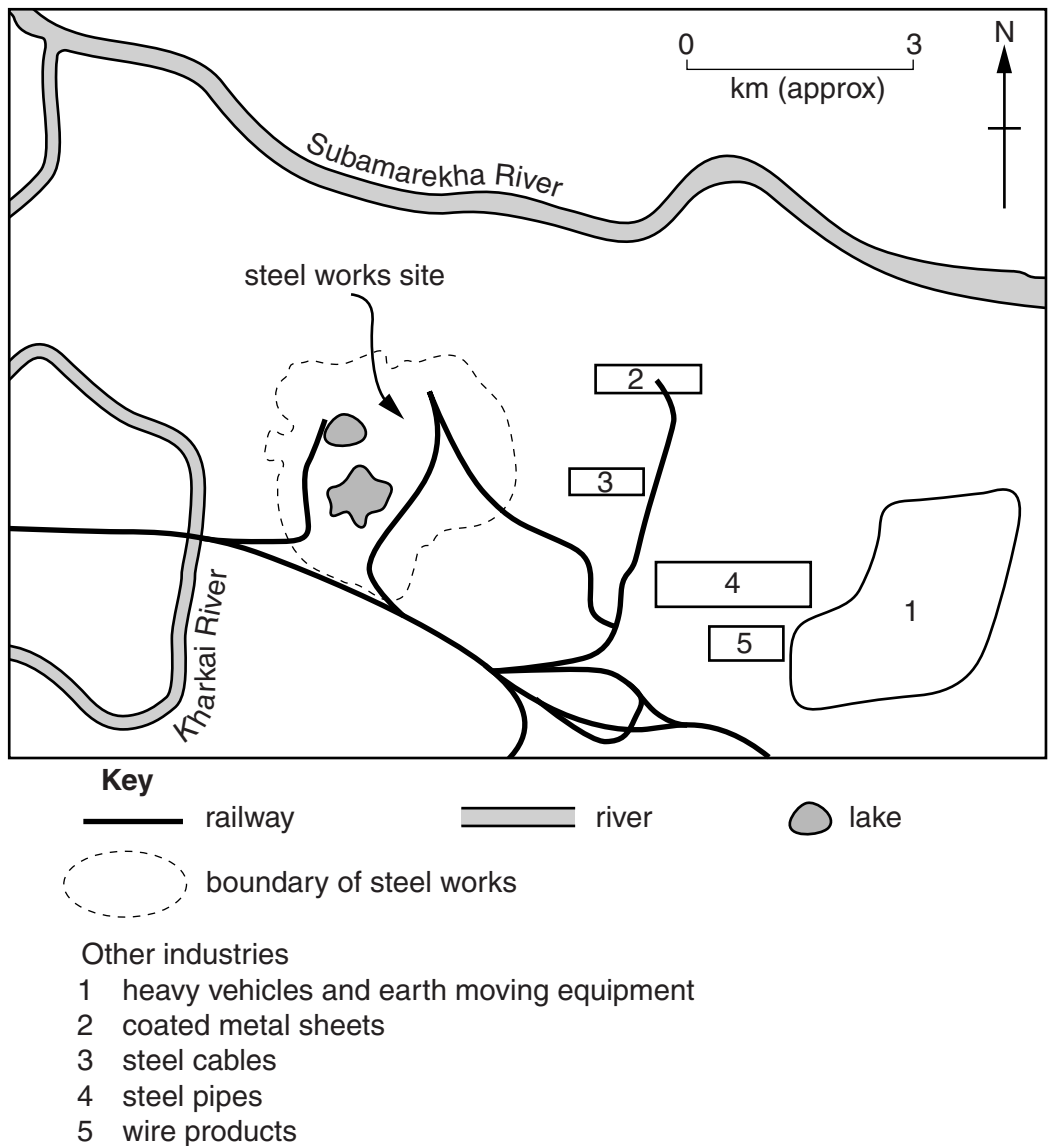 0 3
km (approx)
N
Subamarekha River
steel works site
2
3
4
1
5
Kharkai River
Key
railway
river
lake
boundary of steel works
Other industries
1 heavy vehicles and earth moving equipment
2 coated metal sheets
3 steel cables
4 steel pipes
5 wire products